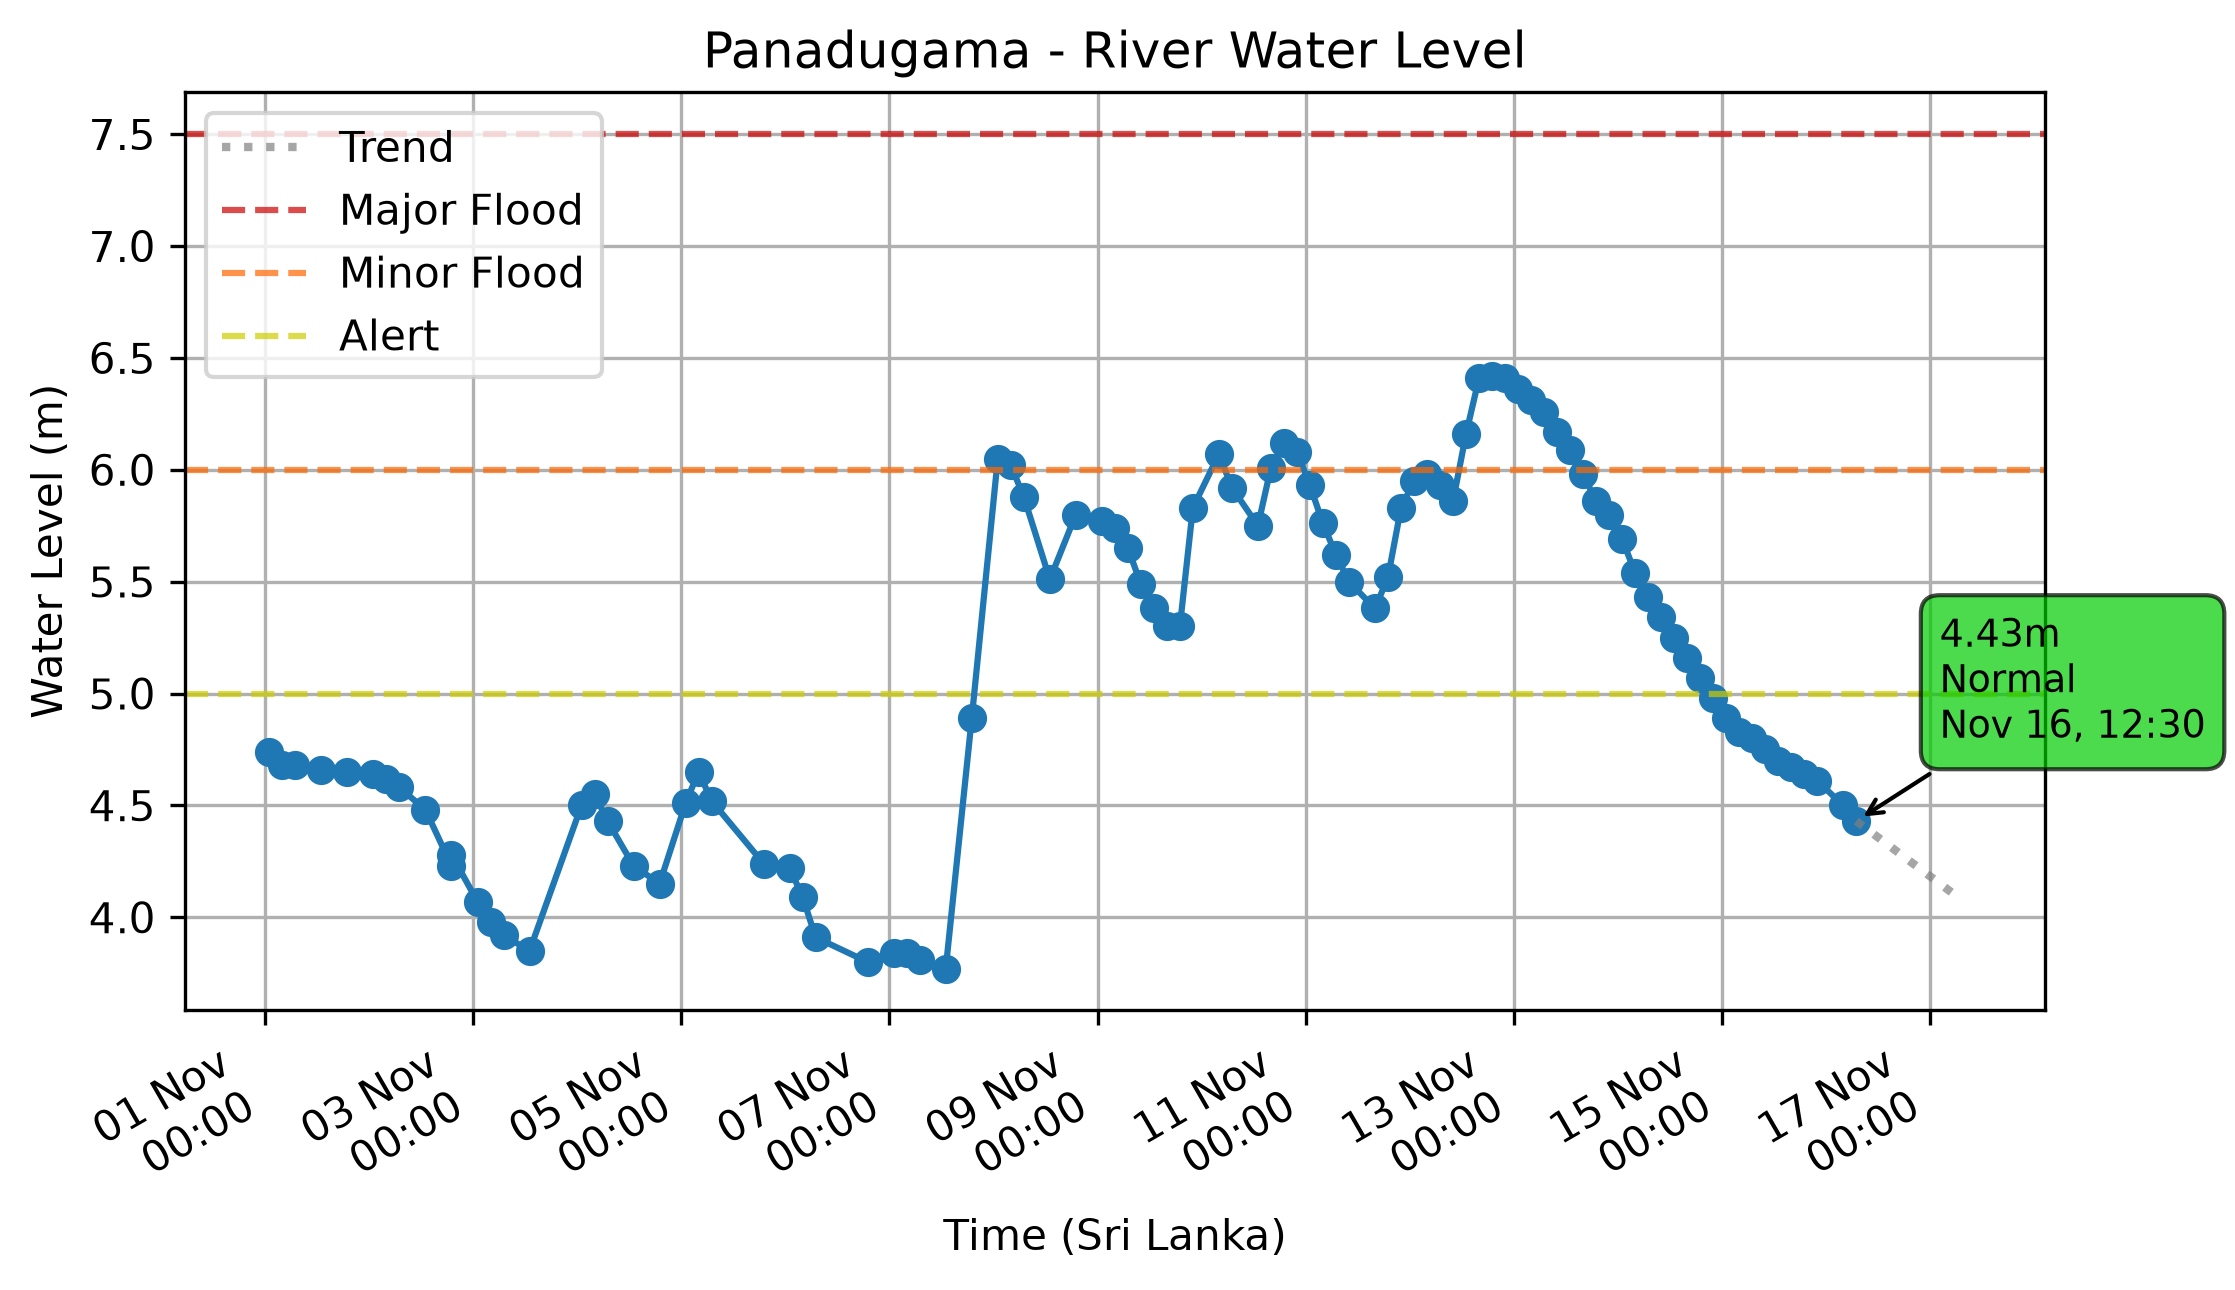 Panadugama - River Water Level
Trend
Major Flood
Minor Flood
Alert
7.5
7.0
6.5
6.0
5.5
5.0
4.5
4.0
Water Level (m)
4.43m
Normal
Nov 16, 12:30
01 Nov
00:00
03 Nov
00:00
05 Nov
00:00
07 Nov
00:00
09 Nov
00:00
11 Nov
00:00
13 Nov
00:00
15 Nov
00:00
17 Nov
00:00
Time (Sri Lanka)